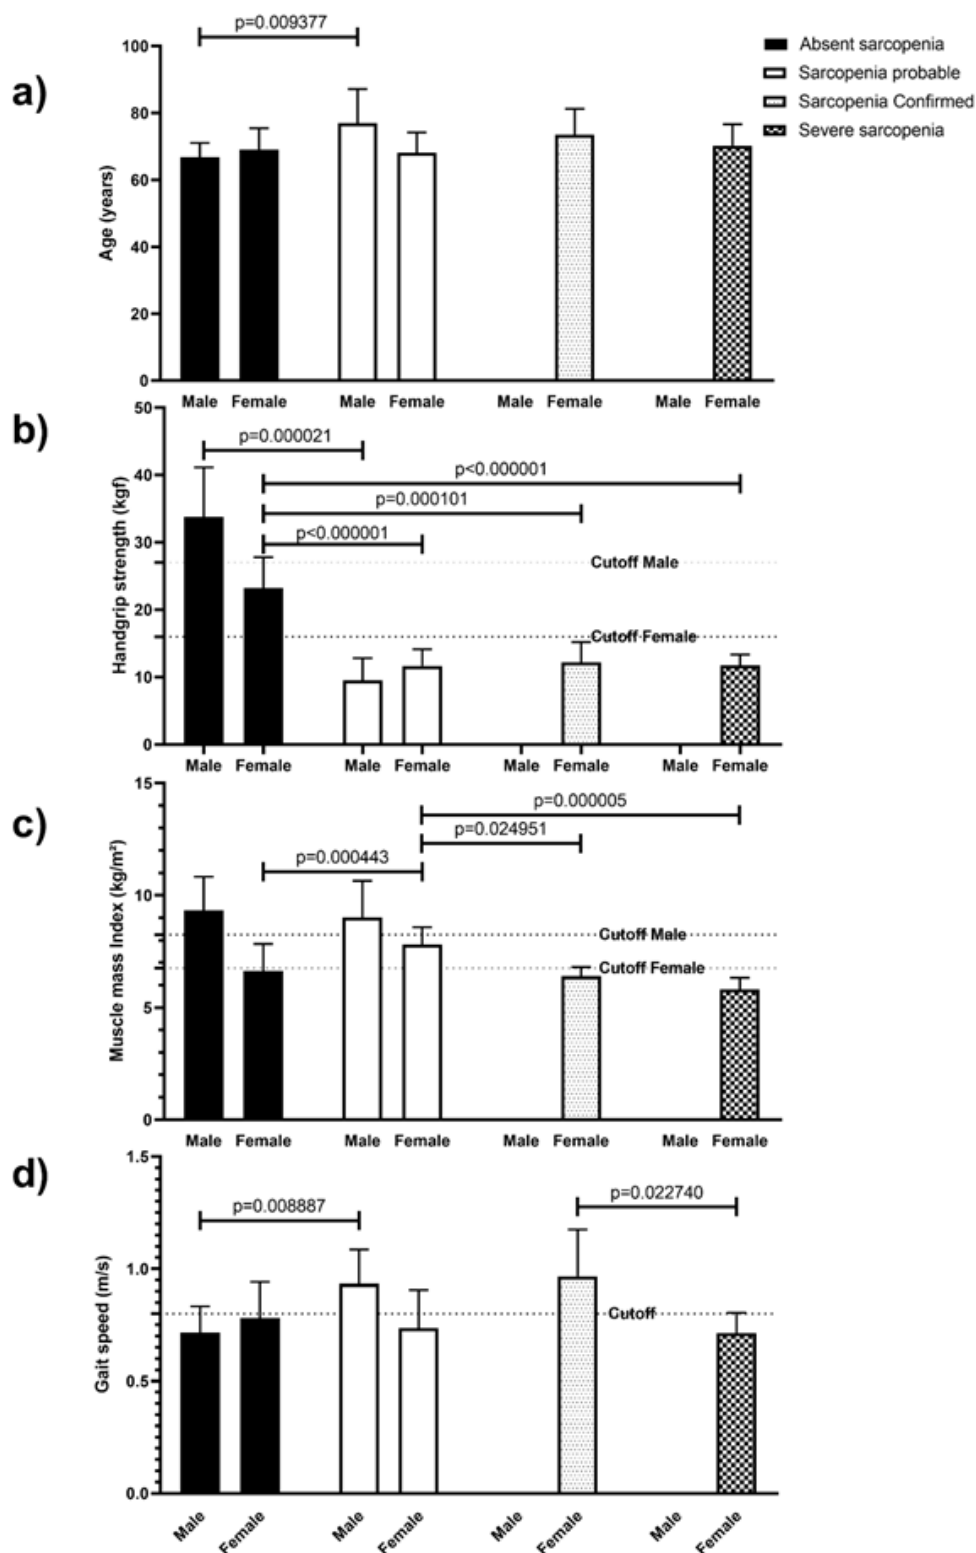 p=0.009377
Absent sarcopenia
Sarcopenia probable
Sarcopenia Confirmed
Severe sarcopenia
a)
100
80
60
40
20
0
Age (years)
Male Female Male Female Male Female Male Female
b)
50
40
30
20
10
0
Handgrip strength (kgf)
p=0.000021
p<0.000001
p=0.000101
p<0.000001
Cutoff Male
Cutoff Female
Male Female Male Female Male Female Male Female
c)
15
10
5
0
Muscle mass Index (kg/m²)
p=0.000005
p=0.024951
p=0.000443
Cutoff Male
Cutoff Female
Male Female Male Female Male Female Male Female
d)
1.5
1.0
0.5
0.0
Gait speed (m/s)
p=0.008887
p=0.022740
Cutoff
Male Female Male Female Male Female Male Female